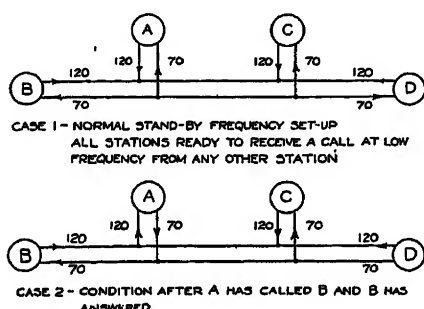 A C
120 70 120 70
B 120 120 D
70 70
CASE 1 - NORMAL STAND-BY FREQUENCY SET-UP
ALL STATIONS READY TO RECEIVE A CALL AT LOW
FREQUENCY FROM ANY OTHER STATION
A C
120 70 120 70
B 120 120 D
70 70
CASE 2 - CONDITION AFTER A HAS CALLED B AND B HAS
ANSWERED